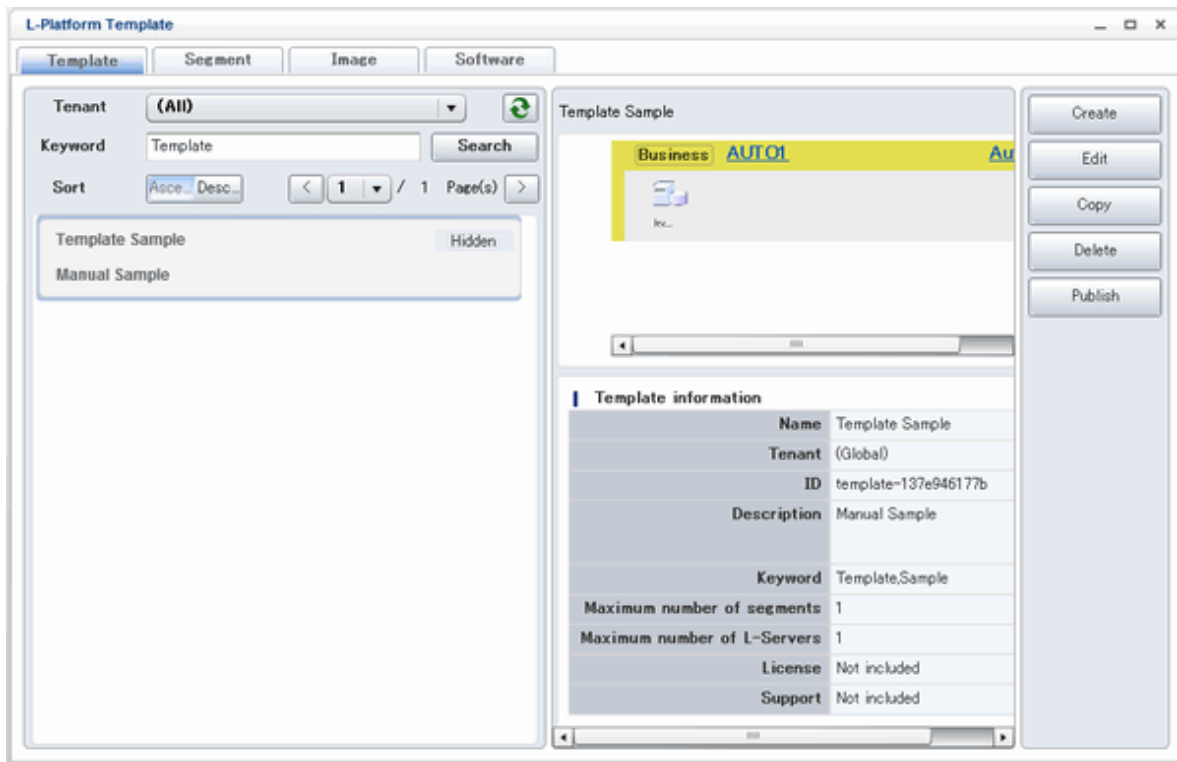 L-Platform Template
Template Segment Image Software
Tenant (All)
Keyword Template Search
Sort Asce... Desc... < 1 / 1 Page(s) >
Template Sample Hidden
Manual Sample
Template Sample
Business AUTO1 Au
Template information
Name Template Sample
Tenant (Global)
ID template-137e946177b
Description Manual Sample
Keyword Template,Sample
Maximum number of segments 1
Maximum number of L-Servers 1
License Not included
Support Not included
Create
Edit
Copy
Delete
Publish